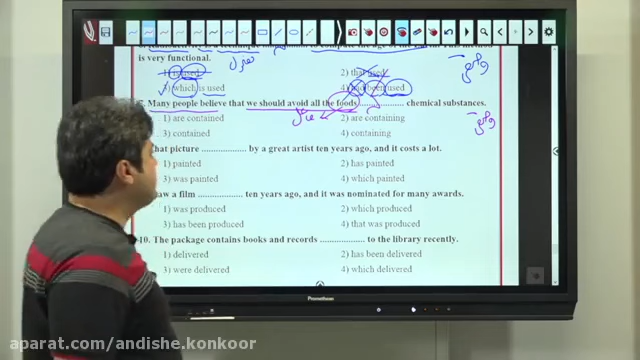 is very functional.
1) is used 2) that used
3) which is used 4) had been used
7. Many people believe that we should avoid all the foods .............. chemical substances.
1) are contained 2) are containing
3) contained 4) containing
that picture .................. by a great artist ten years ago, and it costs a lot.
1) painted 2) has painted
3) was painted 4) which painted
aw a film .................. ten years ago, and it was nominated for many awards.
1) was produced 2) which produced
3) has been produced 4) that was produced
10. The package contains books and records .................. to the library recently.
1) delivered 2) has been delivered
3) were delivered 4) which delivered
Promethean
aparat.com/andishe.konkoor